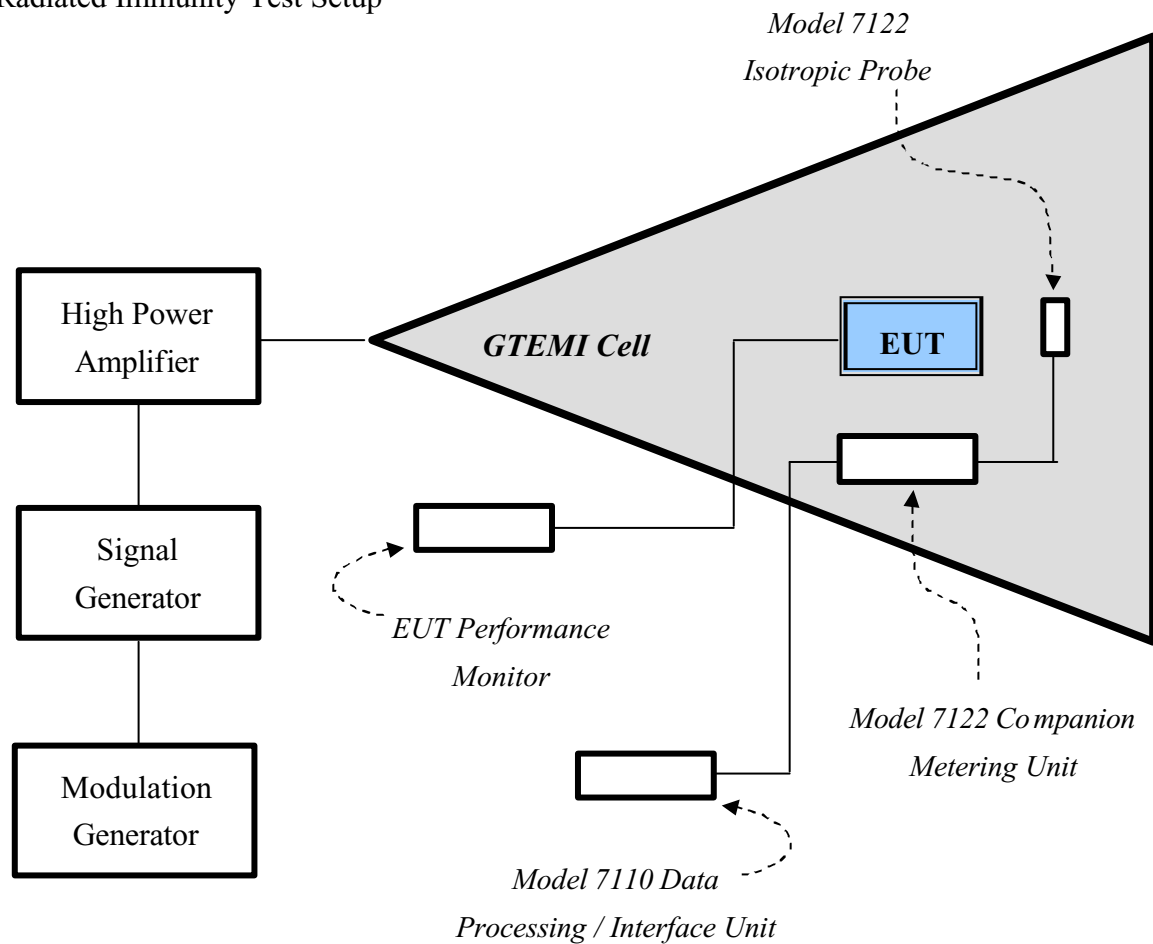 Radiated Immunity Test Setup
Model 7122
Isotropic Probe
High Power
Amplifier
GTEMI Cell
EUT
Signal
Generator
EUT Performance
Monitor
Model 7122 Companion
Metering Unit
Modulation
Generator
Model 7110 Data
Processing / Interface Unit